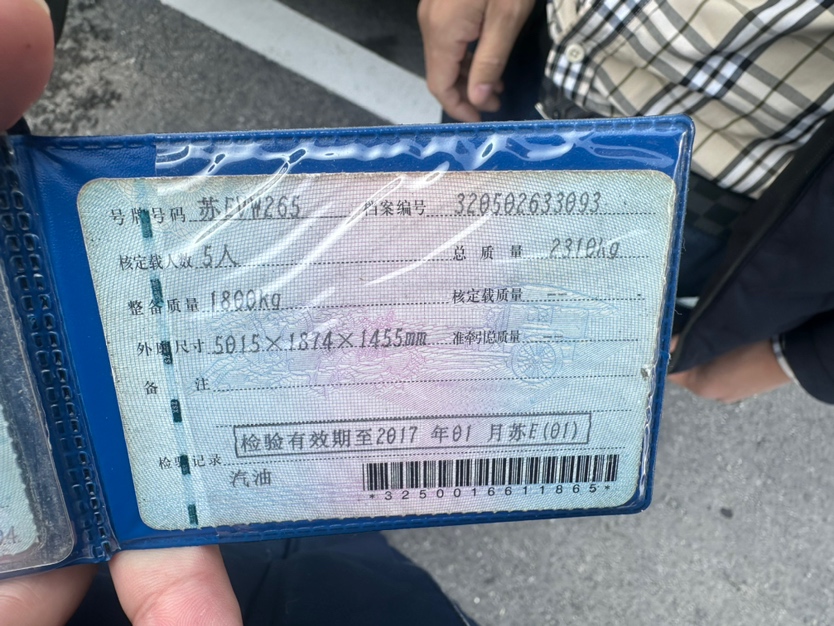 号牌号码 苏EVW265 档案编号 320502633093
核定载人数 5人 总质量 2310kg
整备质量 1800kg 核定载质量 --
外廓尺寸 5015×1874×1455mm 准牵引总质量 --
备注
检验有效期至2017 年01 月苏E(01)
检验记录
汽油
*3250016611865*